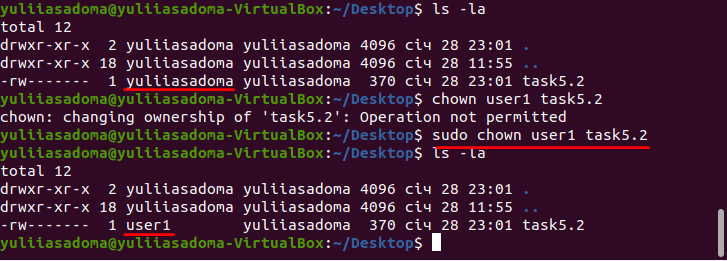 yuliiasadoma@yuliiasadoma-VirtualBox:~/Desktop$ ls -la
total 12
drwxr-xr-x  2 yuliiasadoma yuliiasadoma 4096 січ 28 23:01 .
drwxr-xr-x 18 yuliiasadoma yuliiasadoma 4096 січ 28 11:55 ..
-rw-------  1 yuliiasadoma yuliiasadoma  370 січ 28 23:01 task5.2
yuliiasadoma@yuliiasadoma-VirtualBox:~/Desktop$ chown user1 task5.2
chown: changing ownership of 'task5.2': Operation not permitted
yuliiasadoma@yuliiasadoma-VirtualBox:~/Desktop$ sudo chown user1 task5.2
yuliiasadoma@yuliiasadoma-VirtualBox:~/Desktop$ ls -la
total 12
drwxr-xr-x  2 yuliiasadoma yuliiasadoma 4096 січ 28 23:01 .
drwxr-xr-x 18 yuliiasadoma yuliiasadoma 4096 січ 28 11:55 ..
-rw-------  1 user1        yuliiasadoma  370 січ 28 23:01 task5.2
yuliiasadoma@yuliiasadoma-VirtualBox:~/Desktop$